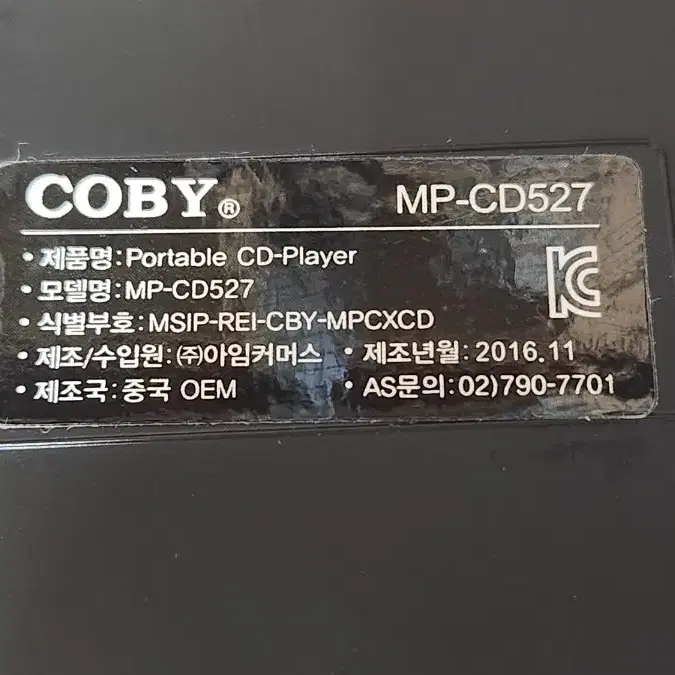 COBY® MP-CD527
• 제품명:Portable CD-Player
• 모델명:MP-CD527
• 식별부호:MSIP-REI-CBY-MPCXCD
• 제조/수입원:㈜아임커머스 • 제조년월:2016.11
• 제조국:중국 OEM • AS문의:02)790-7701